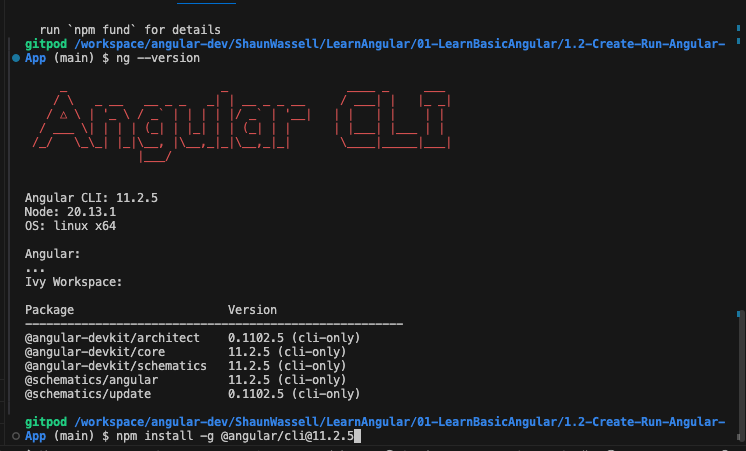 run `npm fund` for details
gitpod /workspace/angular-dev/ShaunWassell/LearnAngular/01-LearnBasicAngular/1.2-Create-Run-Angular-
App (main) $ ng --version
Angular CLI
Angular CLI: 11.2.5
Node: 20.13.1
OS: linux x64
Angular:
...
Ivy Workspace:
Package Version
------------------------------------------------------
@angular-devkit/architect 0.1102.5 (cli-only)
@angular-devkit/core 11.2.5 (cli-only)
@angular-devkit/schematics 11.2.5 (cli-only)
@schematics/angular 11.2.5 (cli-only)
@schematics/update 0.1102.5 (cli-only)
gitpod /workspace/angular-dev/ShaunWassell/LearnAngular/01-LearnBasicAngular/1.2-Create-Run-Angular-
App (main) $ npm install -g @angular/cli@11.2.5